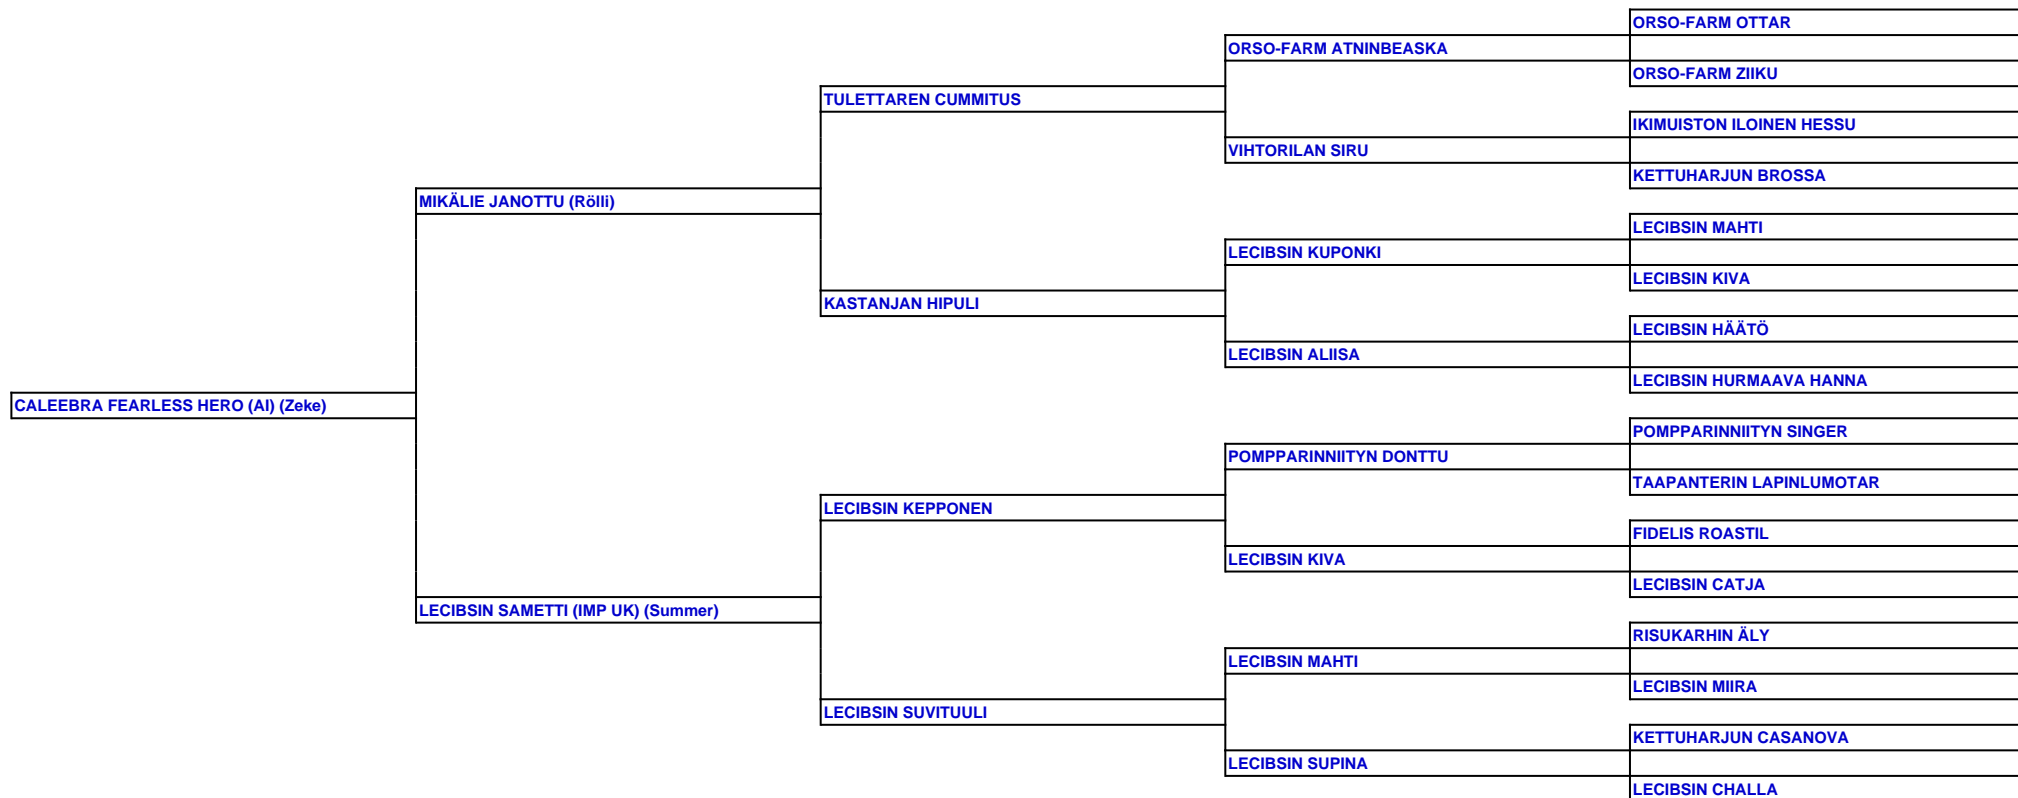 ORSO-FARM OTTAR
ORSO-FARM ATNINBEASKA
ORSO-FARM ZIIKU
TULETTAREN CUMMITUS
IKIMUISTON ILOINEN HESSU
VIHTORILAN SIRU
KETTUHARJUN BROSSA
MIKÄLIE JANOTTU (Rölli)
LECIBSIN MAHTI
LECIBSIN KUPONKI
LECIBSIN KIVA
KASTANJAN HIPULI
LECIBSIN HÄÄTÖ
LECIBSIN ALIISA
LECIBSIN HURMAAVA HANNA
CALEEBRA FEARLESS HERO (AI) (Zeke)
POMPPARINNIITYN SINGER
POMPPARINNIITYN DONTTU
TAAPANTERIN LAPINLUMOTAR
LECIBSIN KEPPONEN
FIDELIS ROASTIL
LECIBSIN KIVA
LECIBSIN CATJA
LECIBSIN SAMETTI (IMP UK) (Summer)
RISUKARHIN ÄLY
LECIBSIN MAHTI
LECIBSIN MIIRA
LECIBSIN SUVITUULI
KETTUHARJUN CASANOVA
LECIBSIN SUPINA
LECIBSIN CHALLA